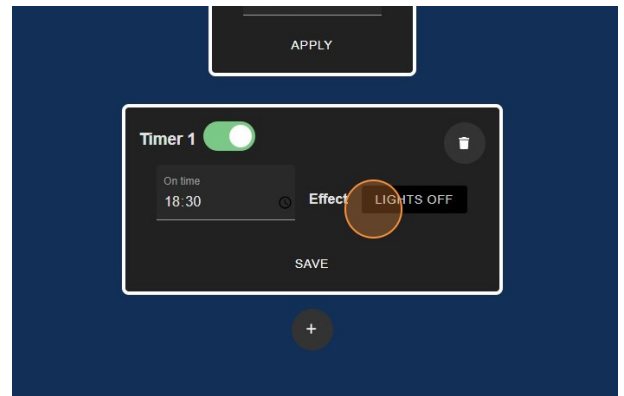 APPLY
Timer 1
On time
18:30
Effect
LIGHTS OFF
SAVE
+